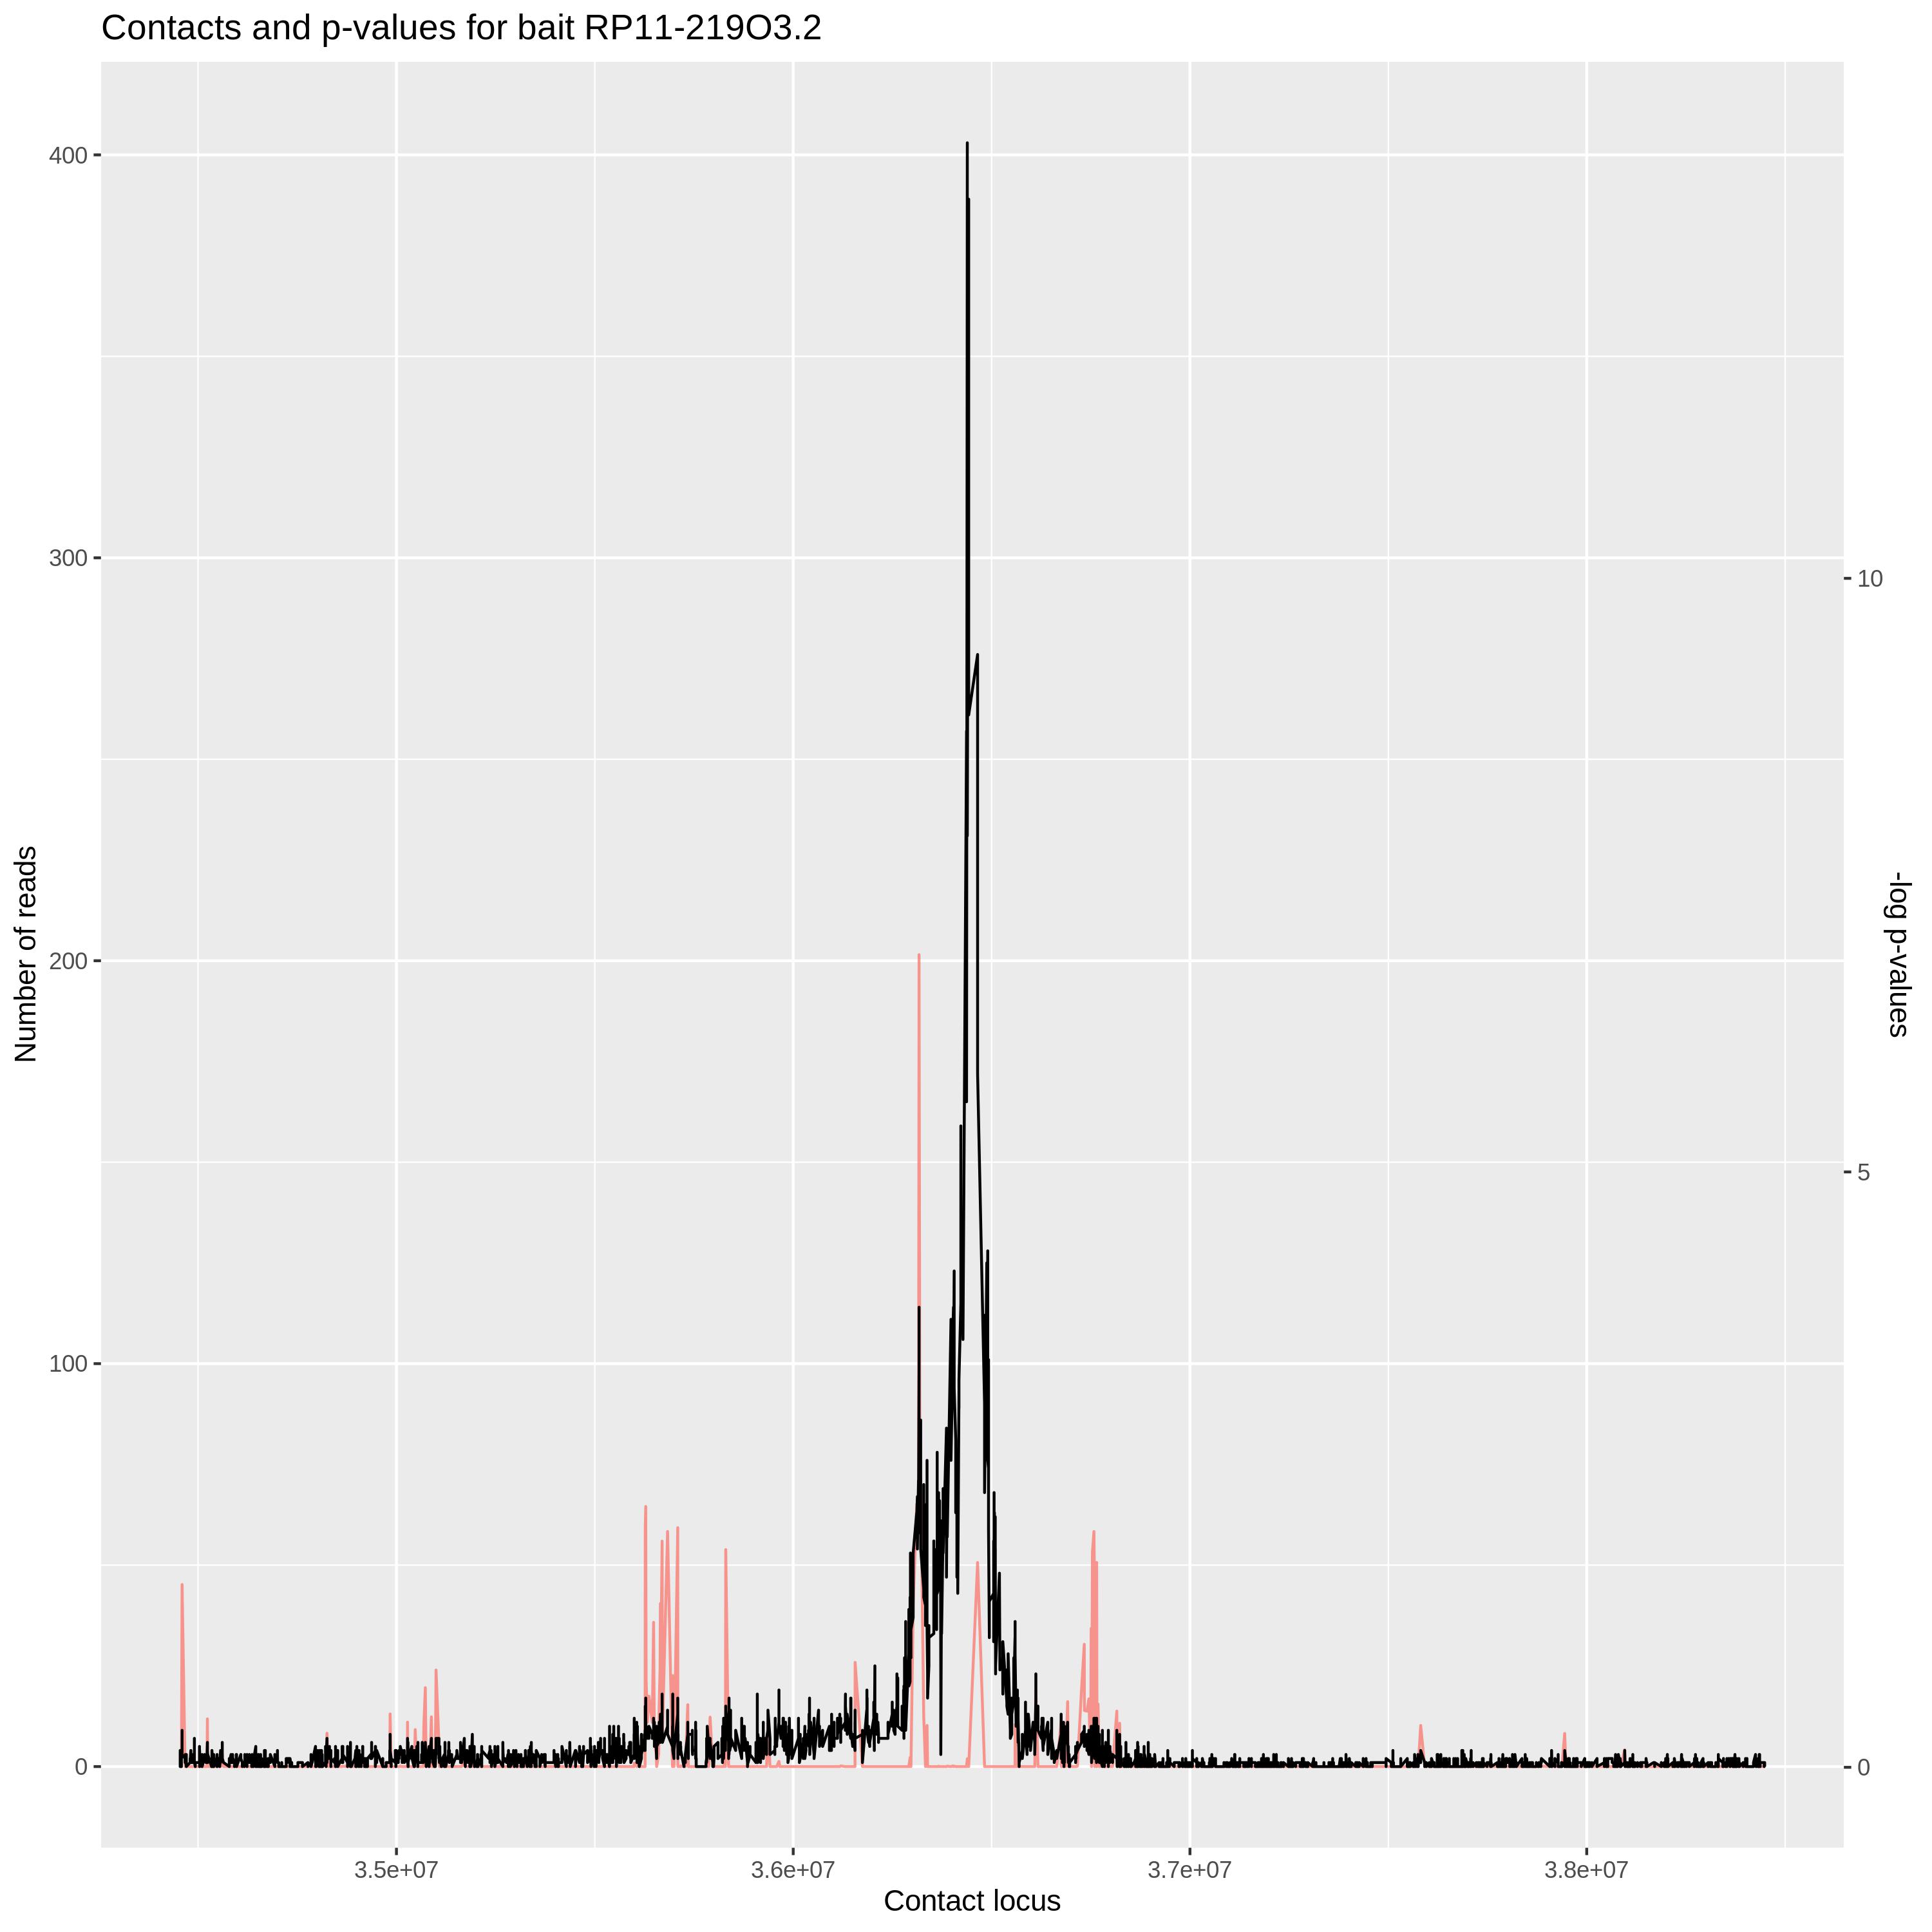 Contacts and p-values for bait RP11-219O3.2
400
300
200
100
0
10
5
0
Number of reads
-log p-values
3.5e+07
3.6e+07
3.7e+07
3.8e+07
Contact locus